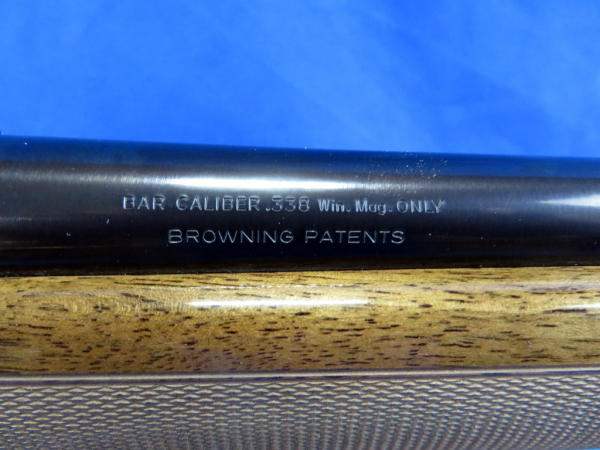 BAR CALIBER .338 Win. Mag. ONLY
BROWNING PATENTS